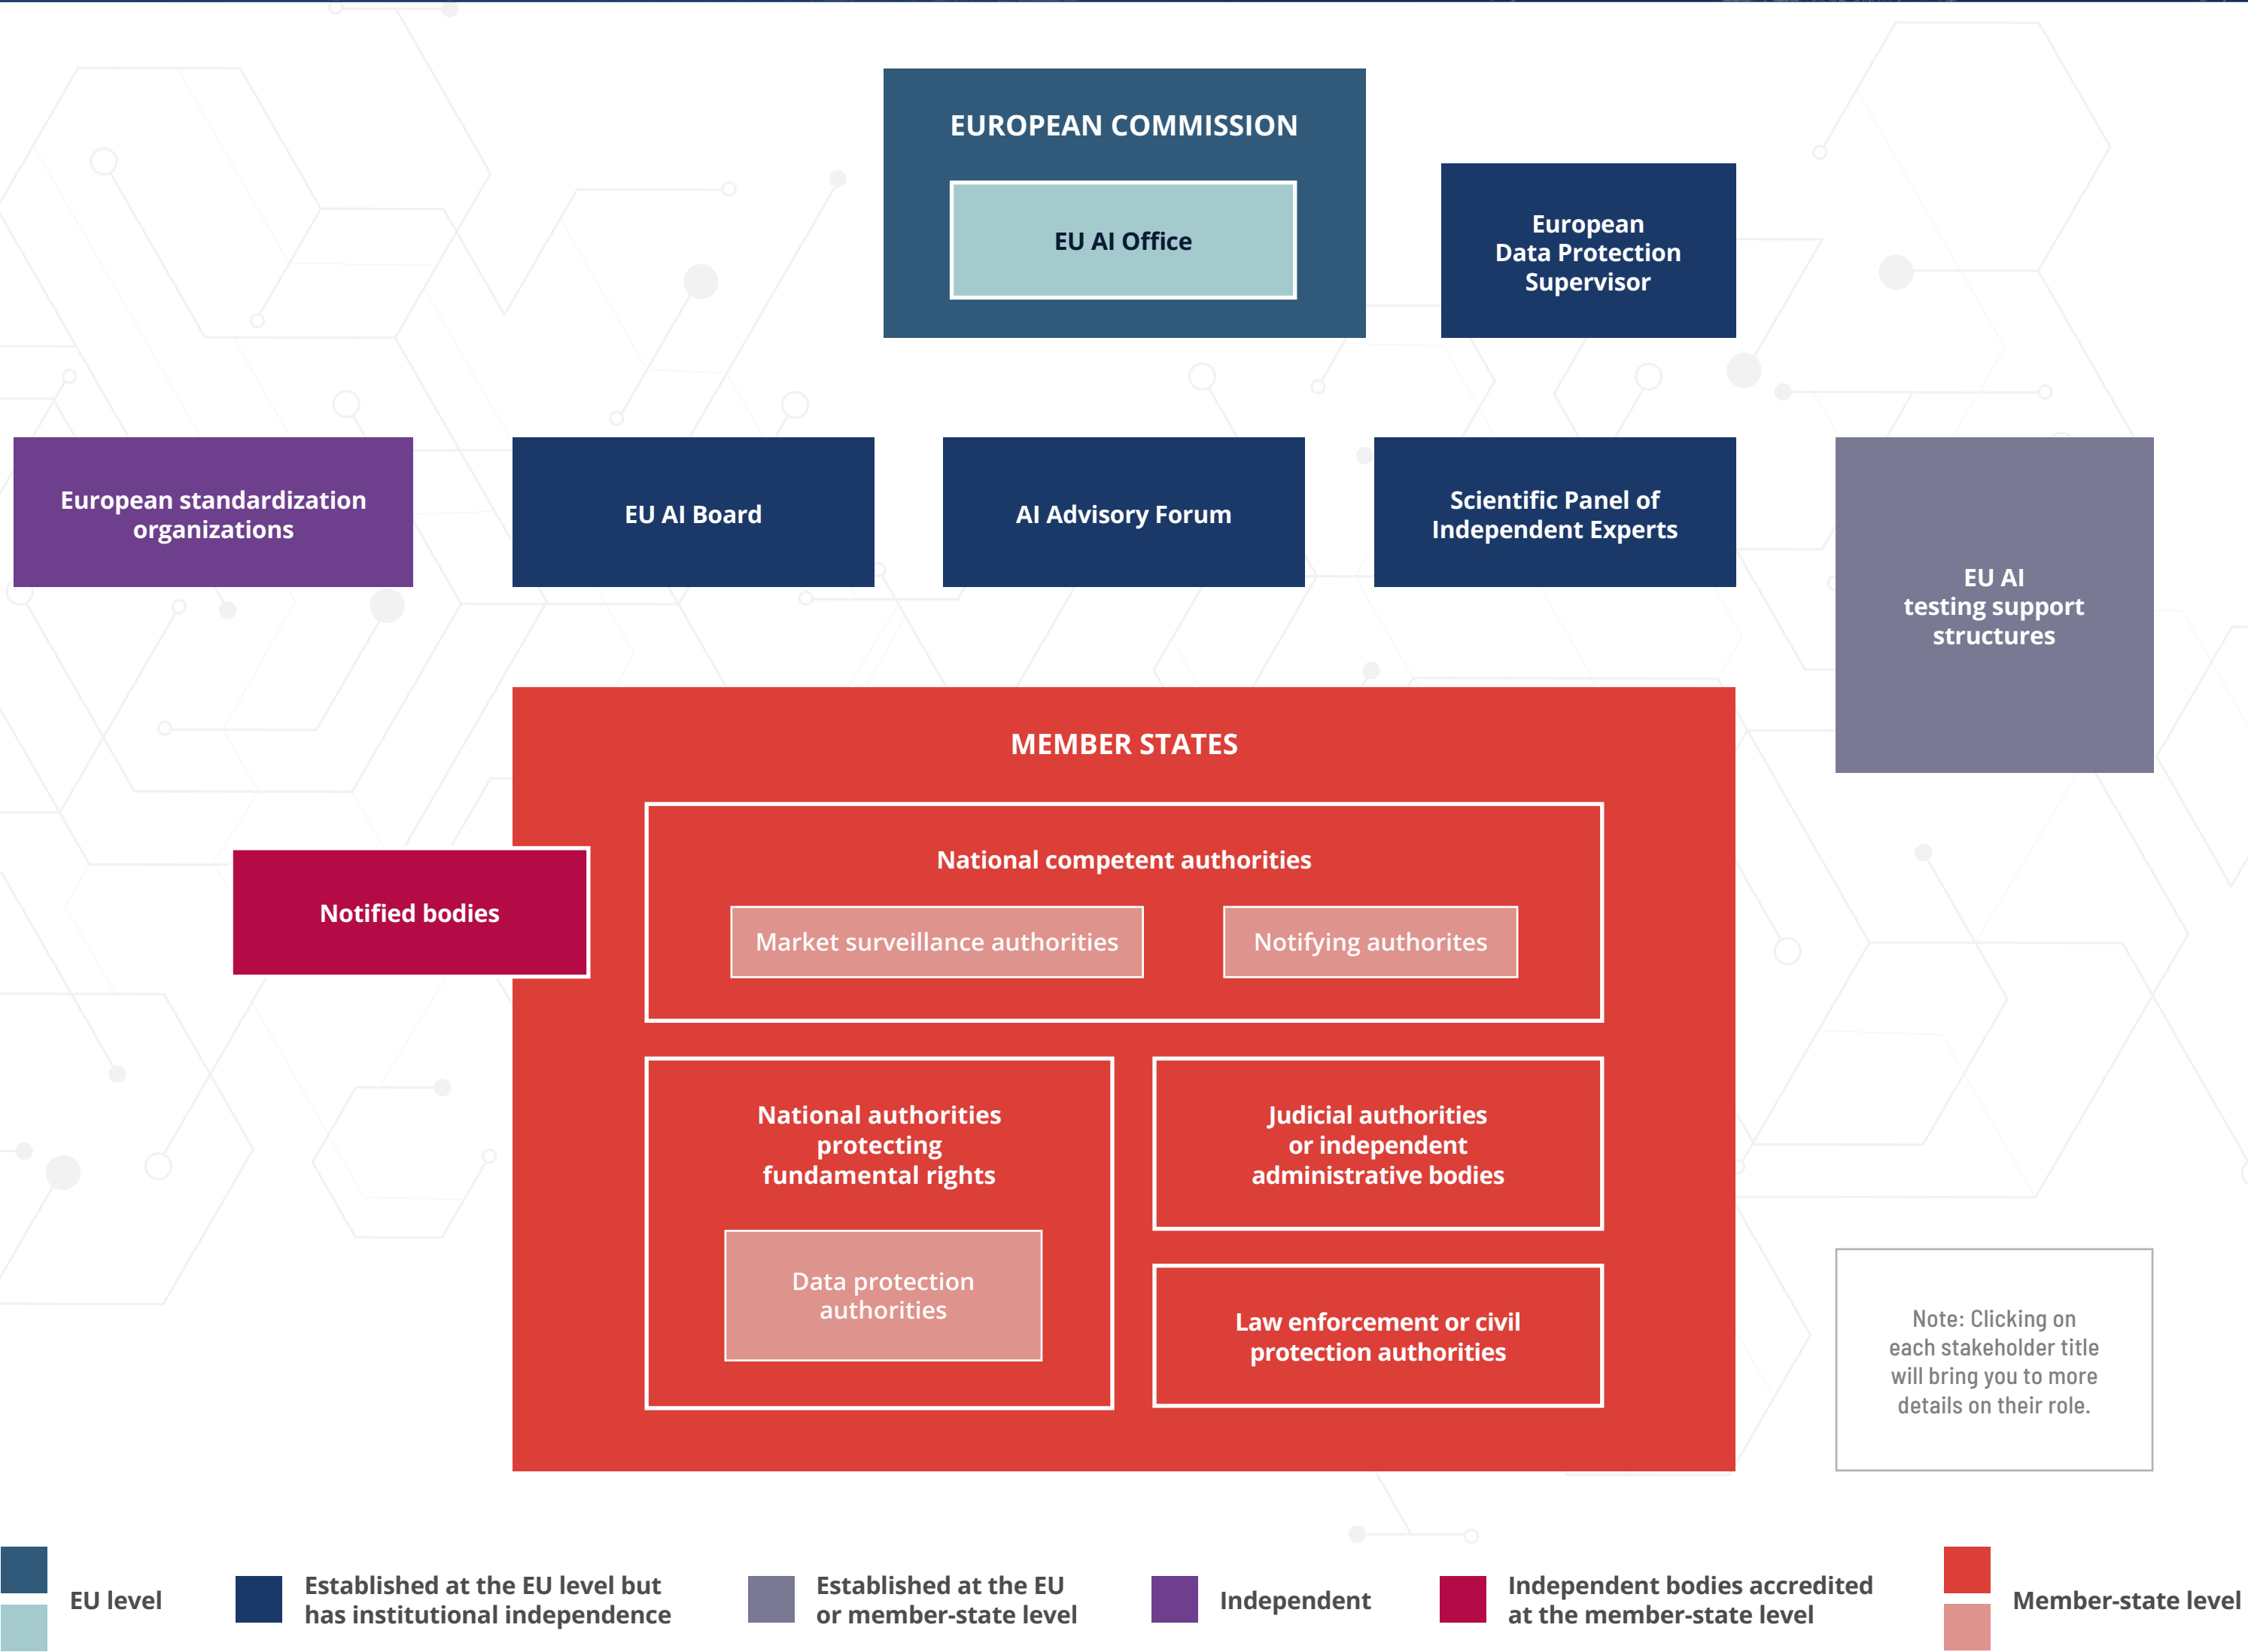 EUROPEAN COMMISSION
EU AI Office
European
Data Protection
Supervisor
European standardization
organizations
EU AI Board
AI Advisory Forum
Scientific Panel of
Independent Experts
EU AI
testing support
structures
MEMBER STATES
National competent authorities
Market surveillance authorities
Notifying authorites
Notified bodies
National authorities
protecting
fundamental rights
Data protection
authorities
Judicial authorities
or independent
administrative bodies
Law enforcement or civil
protection authorities
Note: Clicking on
each stakeholder title
will bring you to more
details on their role.
EU level
Established at the EU level but
has institutional independence
Established at the EU
or member-state level
Independent
Independent bodies accredited
at the member-state level
Member-state level